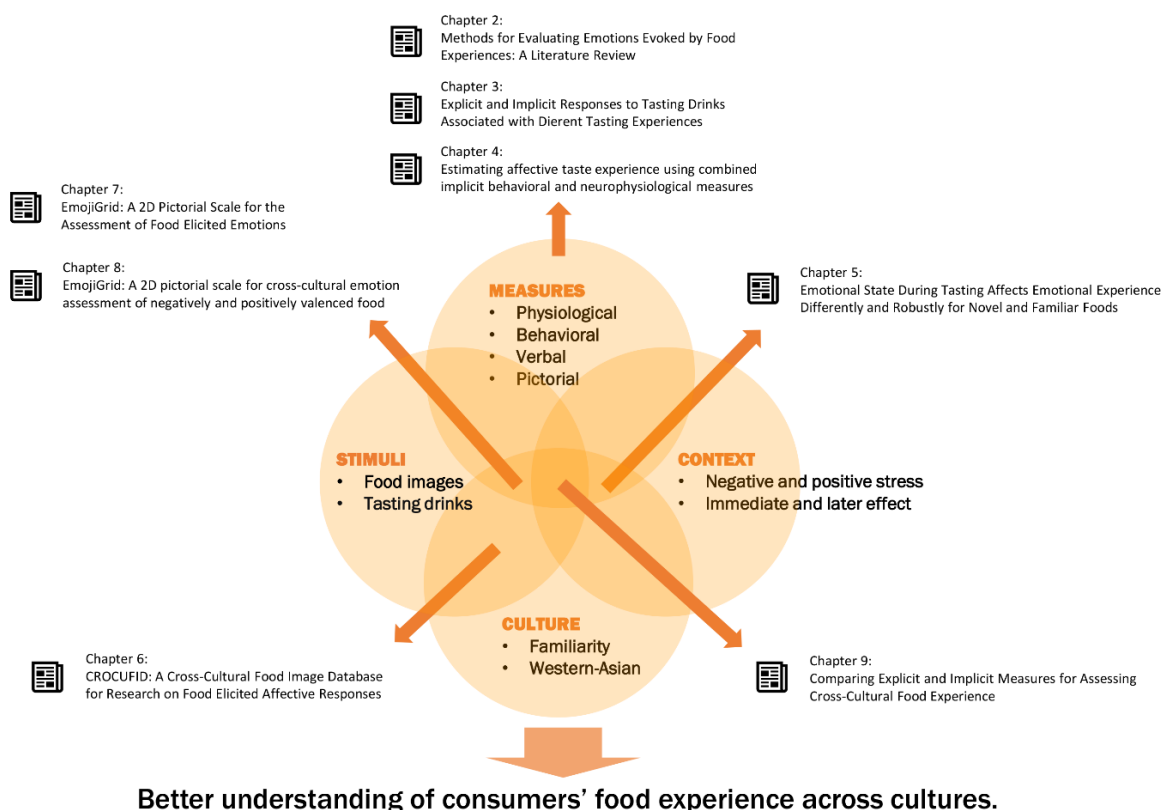 Chapter 2:
Methods for Evaluating Emotions Evoked by Food
Experiences: A Literature Review
Chapter 3:
Explicit and Implicit Responses to Tasting Drinks
Associated with Dierent Tasting Experiences
Chapter 4:
Estimating affective taste experience using combined
implicit behavioral and neurophysiological measures
Chapter 7:
EmojiGrid: A 2D Pictorial Scale for the
Assessment of Food Elicited Emotions
Chapter 8:
EmojiGrid: A 2D pictorial scale for cross-cultural emotion
assessment of negatively and positively valenced food
Chapter 5:
Emotional State During Tasting Affects Emotional Experience
Differently and Robustly for Novel and Familiar Foods
MEASURES
• Physiological
• Behavioral
• Verbal
• Pictorial
STIMULI
• Food images
• Tasting drinks
CONTEXT
• Negative and positive stress
• Immediate and later effect
CULTURE
• Familiarity
• Western-Asian
Chapter 6:
CROCUFID: A Cross-Cultural Food Image Database
for Research on Food Elicited Affective Responses
Chapter 9:
Comparing Explicit and Implicit Measures for Assessing
Cross-Cultural Food Experience
Better understanding of consumers' food experience across cultures.